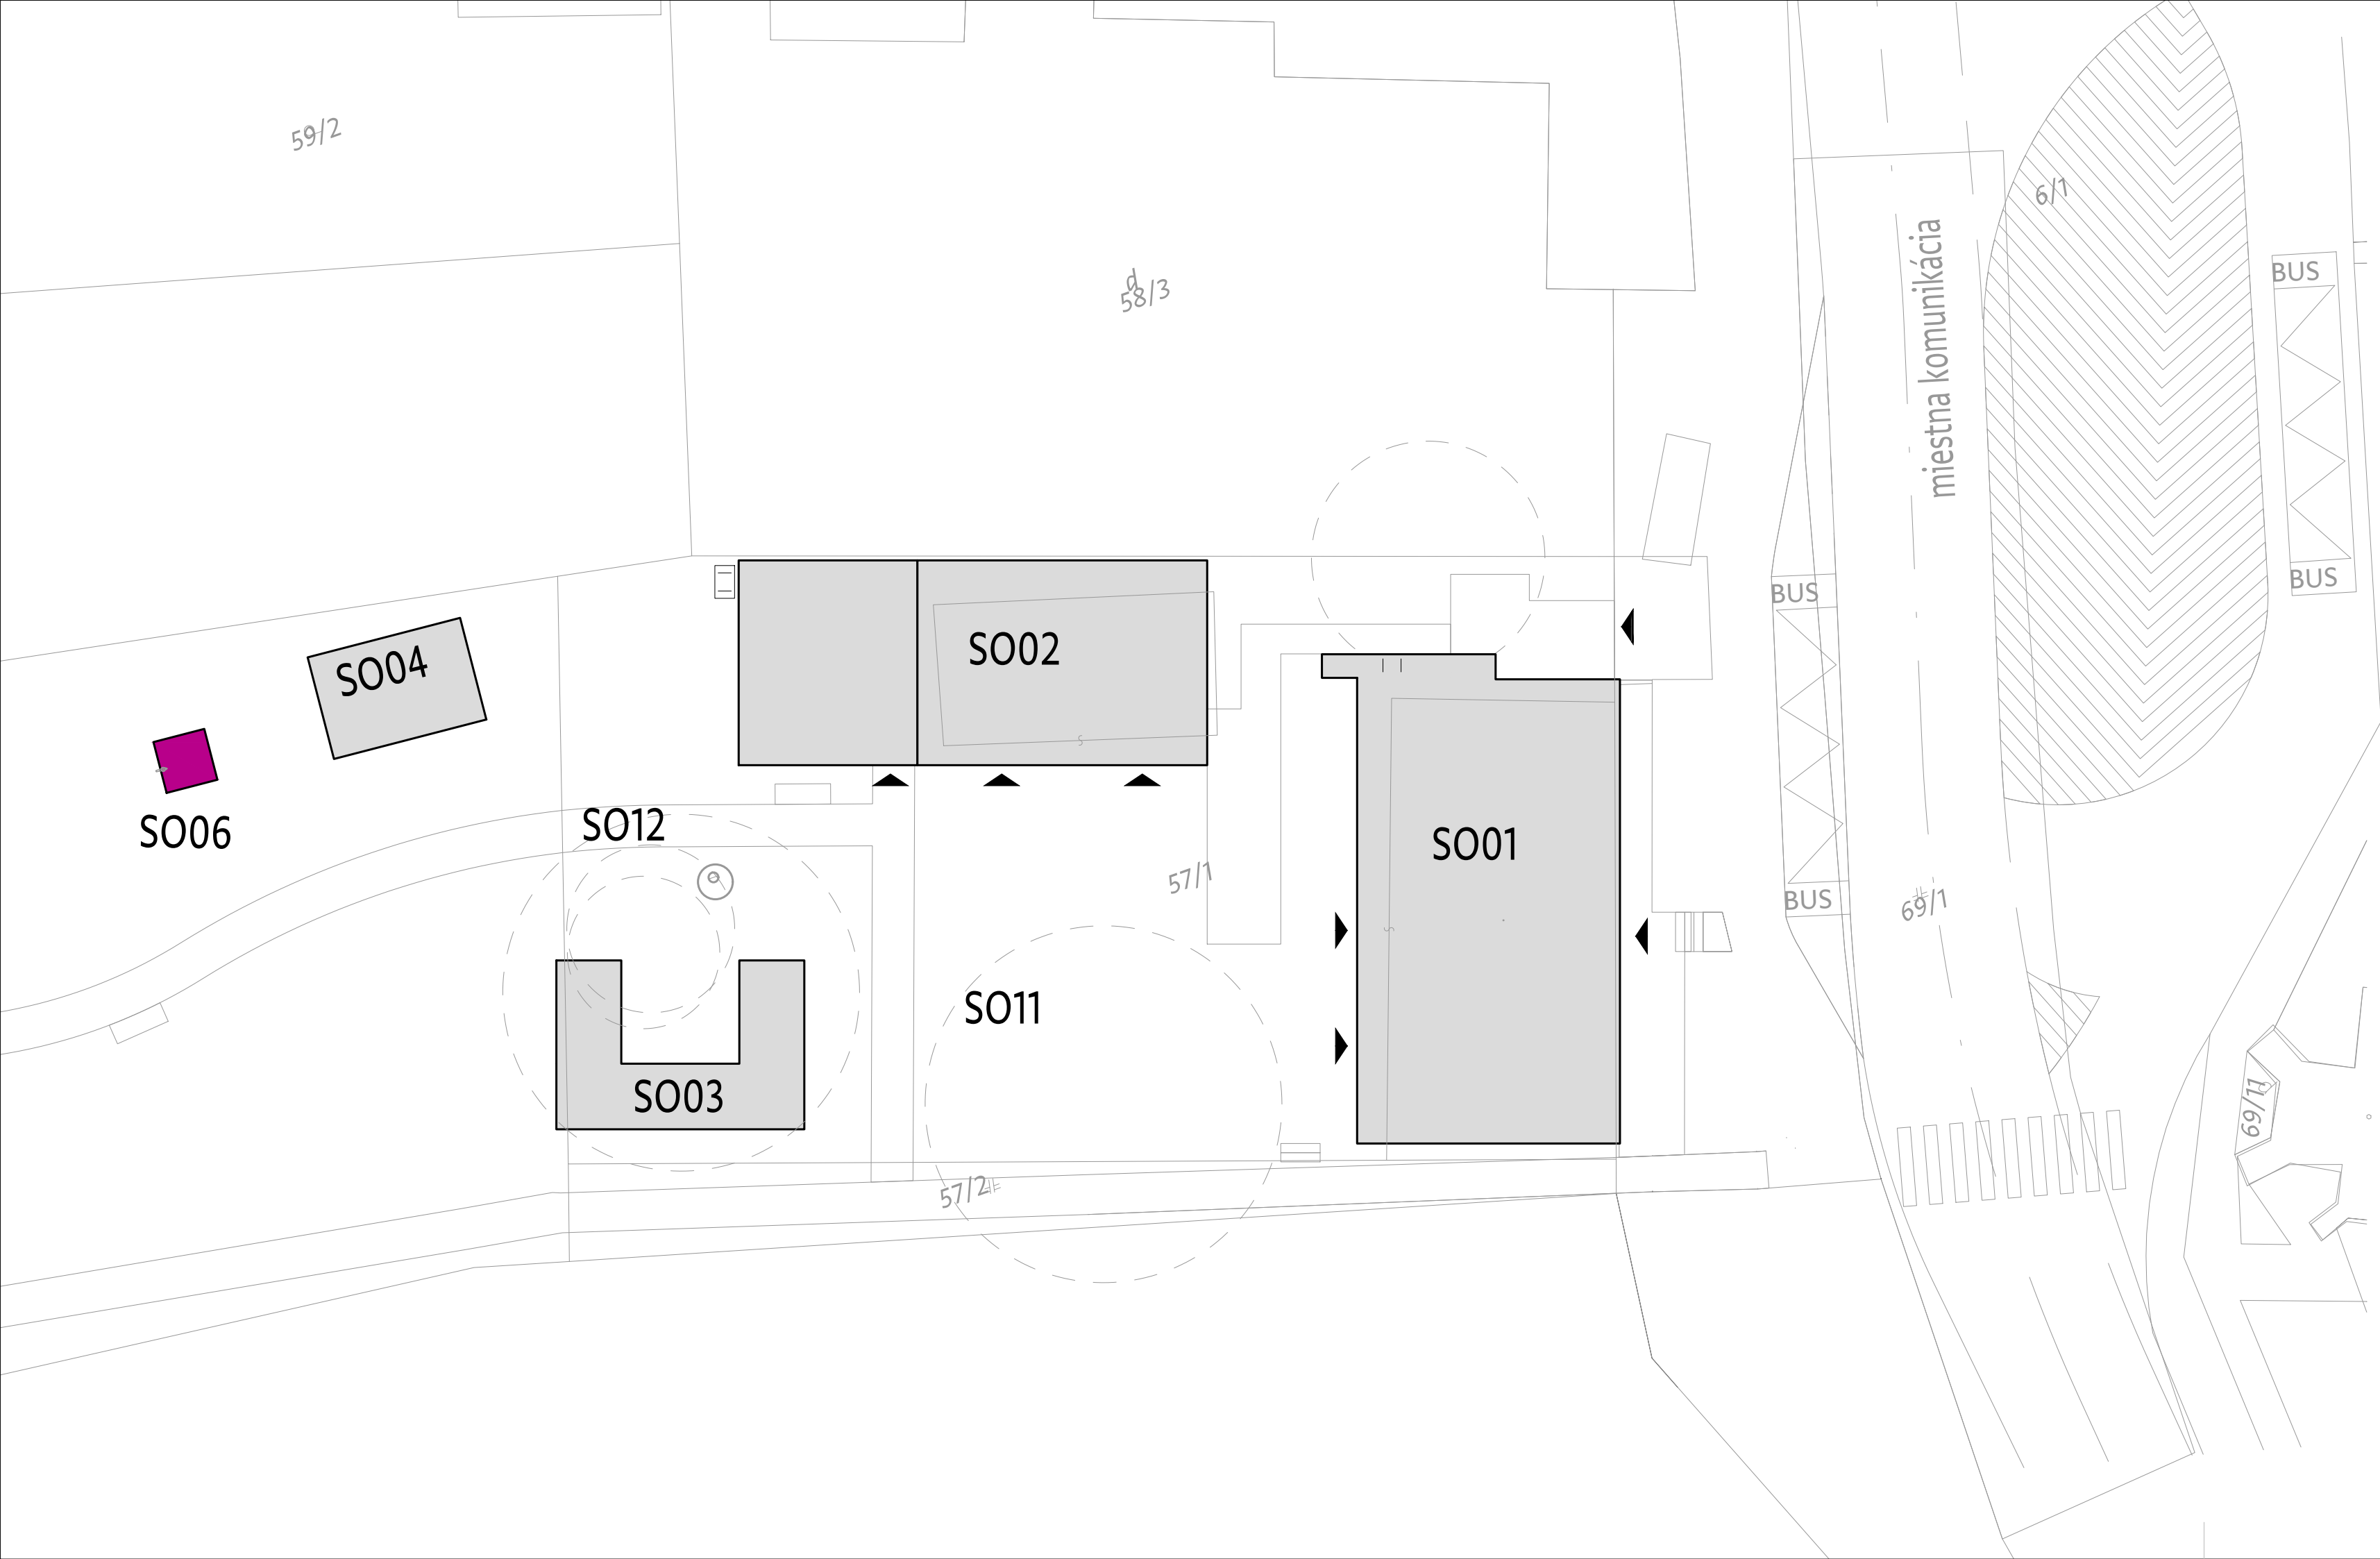 59/2
6/1
miestna komunikácia
BUS
d
58/3
BUS
BUS
SO02
SO04
SO12
SO06
SO01
57/1
BUS
69/1
SO11
SO03
69/11
57/2